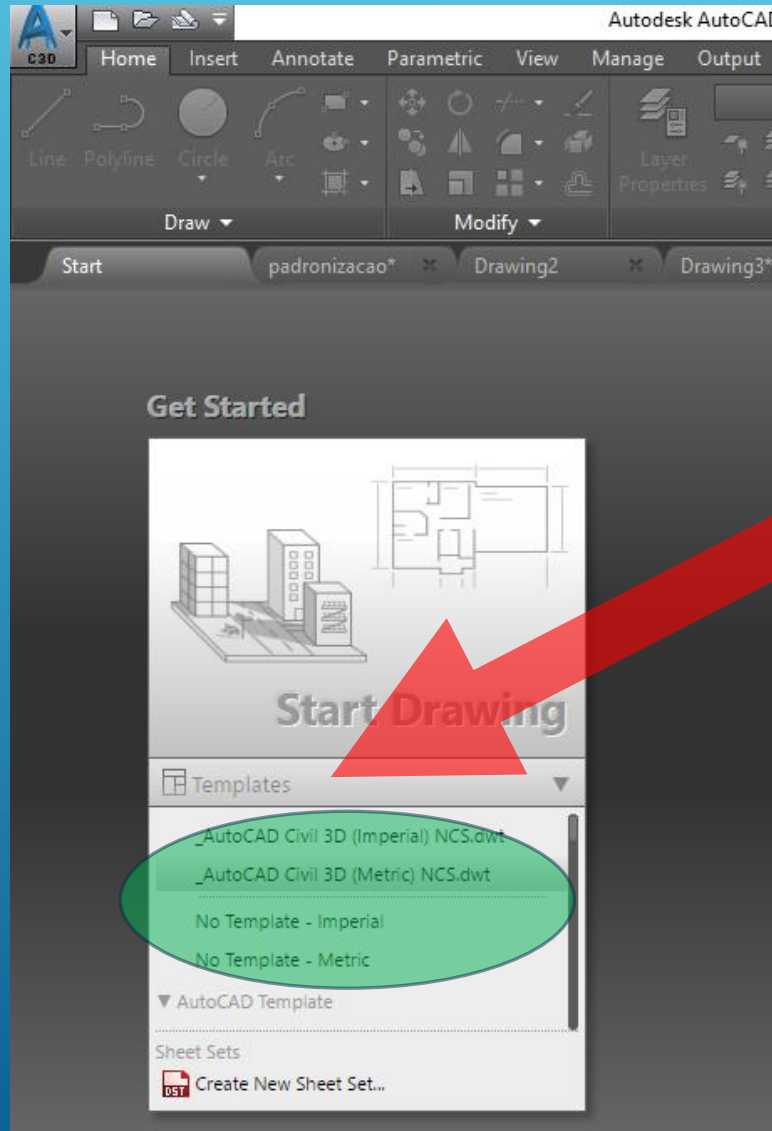 C3D
Autodesk AutoCAD
Home Insert Annotate Parametric View Manage Output
Line Polyline Circle Arc Layer
Properties
Draw Modify
Start padronizacao* Drawing2 Drawing3*
Get Started
Start Drawing
Templates
_AutoCAD Civil 3D (Imperial) NCS.dwt
_AutoCAD Civil 3D (Metric) NCS.dwt
No Template - Imperial
No Template - Metric
AutoCAD Template
Sheet Sets
DST Create New Sheet Set...